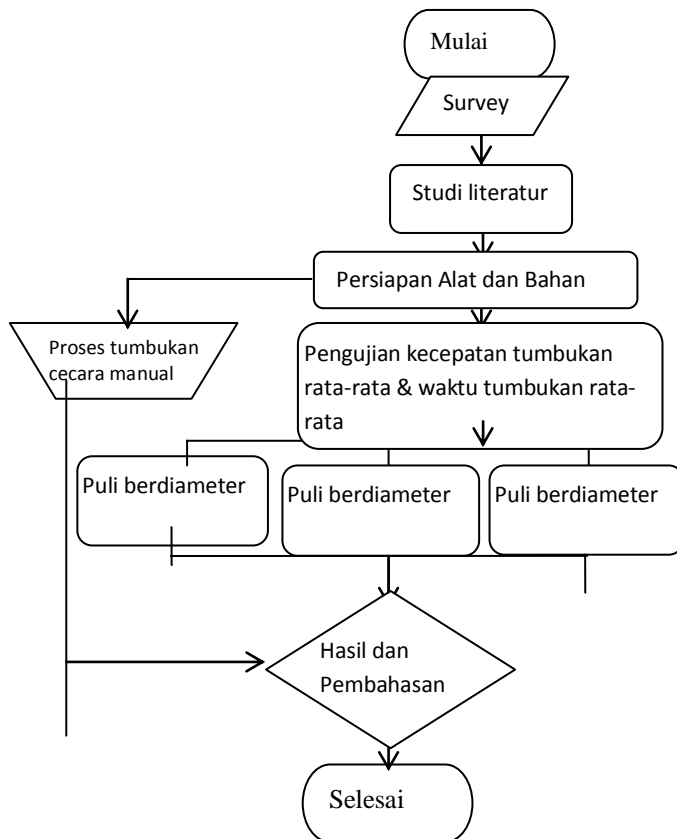 Mulai
Survey
Studi literatur
Persiapan Alat dan Bahan
Proses tumbukan
cecara manual
Pengujian kecepatan tumbukan
rata-rata & waktu tumbukan rata-
rata
Puli berdiameter
Puli berdiameter
Puli berdiameter
Hasil dan
Pembahasan
Selesai